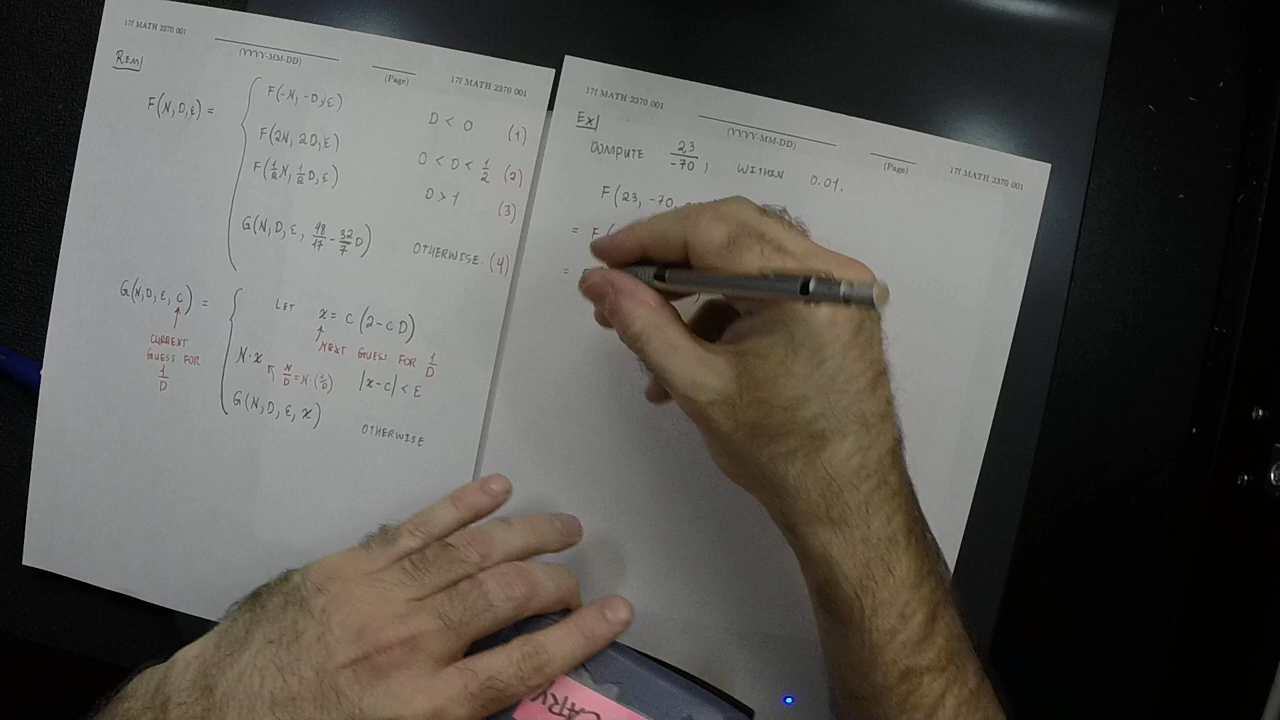 17f MATH 2370 001
(YYYY-MM-DD)
(Page)
17f MATH 2370 001
REM
F(N,D,ε) =
F(-N, -D, ε)
D < 0 (1)
F(2N, 2D, ε)
0 < D < 1/2 (2)
F(1/2 N, 1/2 D, ε)
D > 1 (3)
G(N, D, ε, 48/17 - 32/7 D)
OTHERWISE. (4)
G(N,D,ε,c) =
LET x = c(2-cD)
NEXT GUESS FOR 1/D
CURRENT
GUESS FOR
1/D
N·x
N/D = N·(1/D)
|x-c| < ε
G(N, D, ε, x)
OTHERWISE
17f MATH 2370 001
(YYYY-MM-DD)
(Page)
17f MATH 2370 001
EX
COMPUTE 23/-70, WITHIN 0.01.
F(23, -70,
= F(
=
CARY